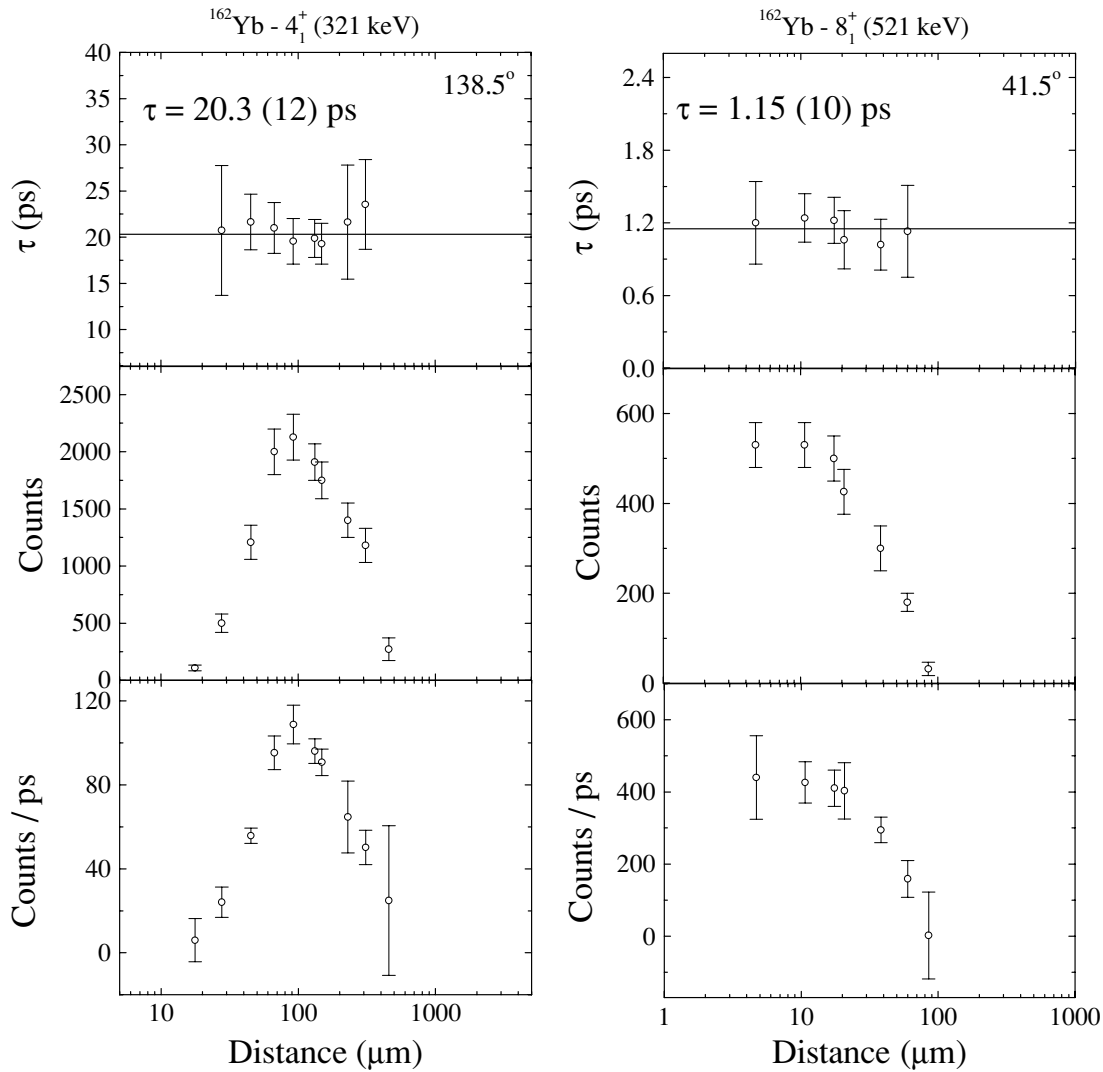 ¹⁶²Yb - 4₁⁺ (321 keV)
138.5°
τ = 20.3 (12) ps
τ (ps)
40
35
30
25
20
15
10
Counts
2500
2000
1500
1000
500
0
Counts / ps
120
80
40
0
10 100 1000
Distance (μm)
¹⁶²Yb - 8₁⁺ (521 keV)
41.5°
τ = 1.15 (10) ps
τ (ps)
2.4
1.8
1.2
0.6
0.0
Counts
600
400
200
0
Counts / ps
600
400
200
0
1 10 100 1000
Distance (μm)